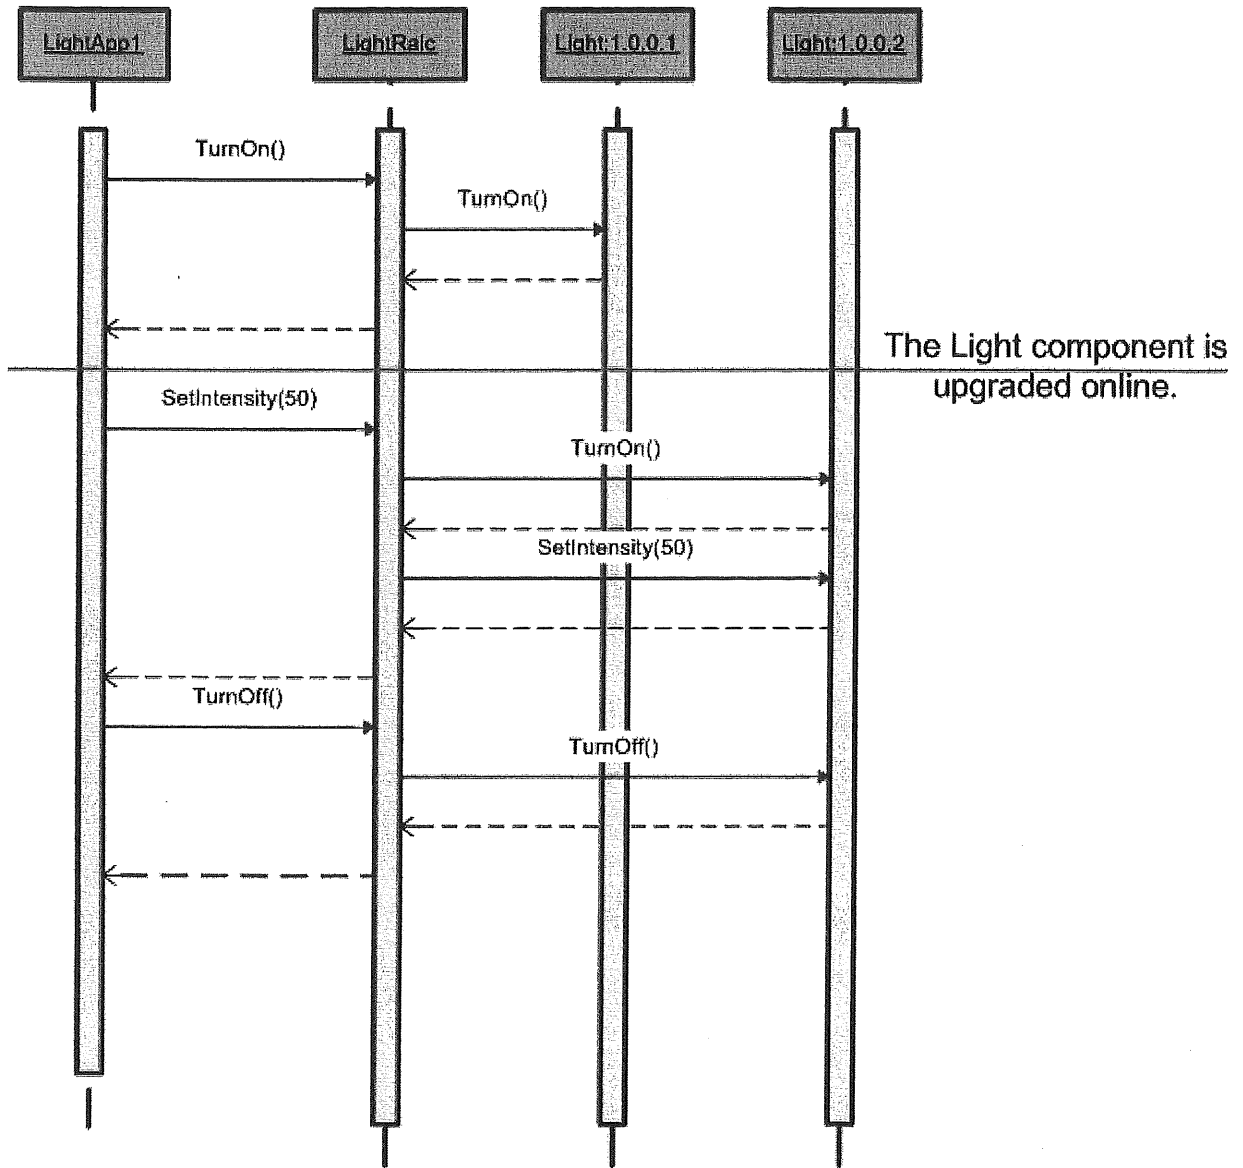 LightApp1
LightRaic
Light:1.0.0.1
Light:1.0.0.2
TurnOn()
TurnOn()
The Light component is
upgraded online.
SetIntensity(50)
TurnOn()
SetIntensity(50)
TurnOff()
TurnOff()